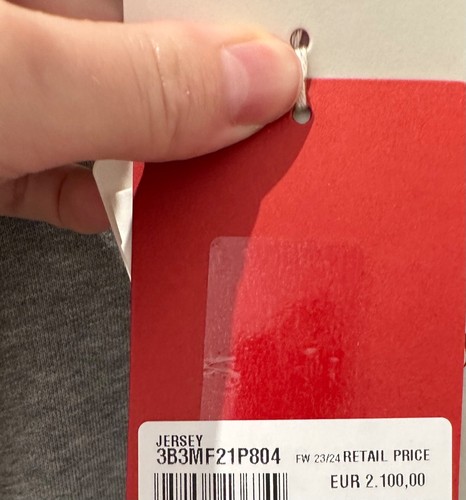 JERSEY
3B3MF21P804 FW 23/24 RETAIL PRICE
EUR 2.100,00